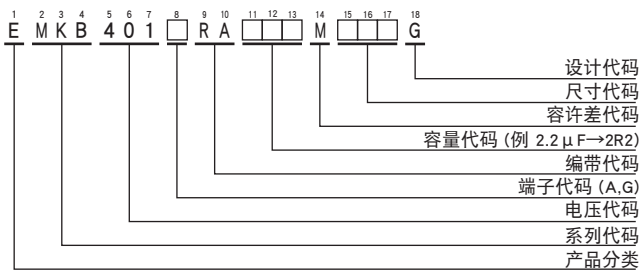 1 2 3 4 5 6 7 8 9 10 11 12 13 14 15 16 17 18
E MKB 401 □ RA □□□ M □□□ G
设计代码
尺寸代码
容许差代码
容量代码 (例 2.2μF→2R2)
编带代码
端子代码 (A,G)
电压代码
系列代码
产品分类